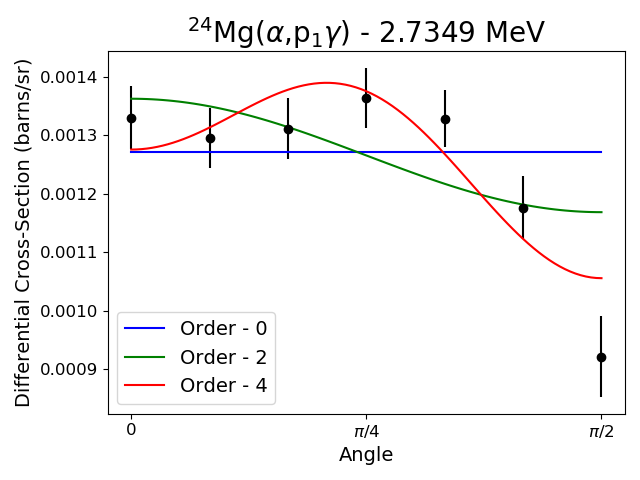 ²⁴Mg(α,p₁γ) - 2.7349 MeV
Differential Cross-Section (barns/sr)
0.0014
0.0013
0.0012
0.0011
0.0010
0.0009
Order - 0
Order - 2
Order - 4
0 π/4 π/2
Angle